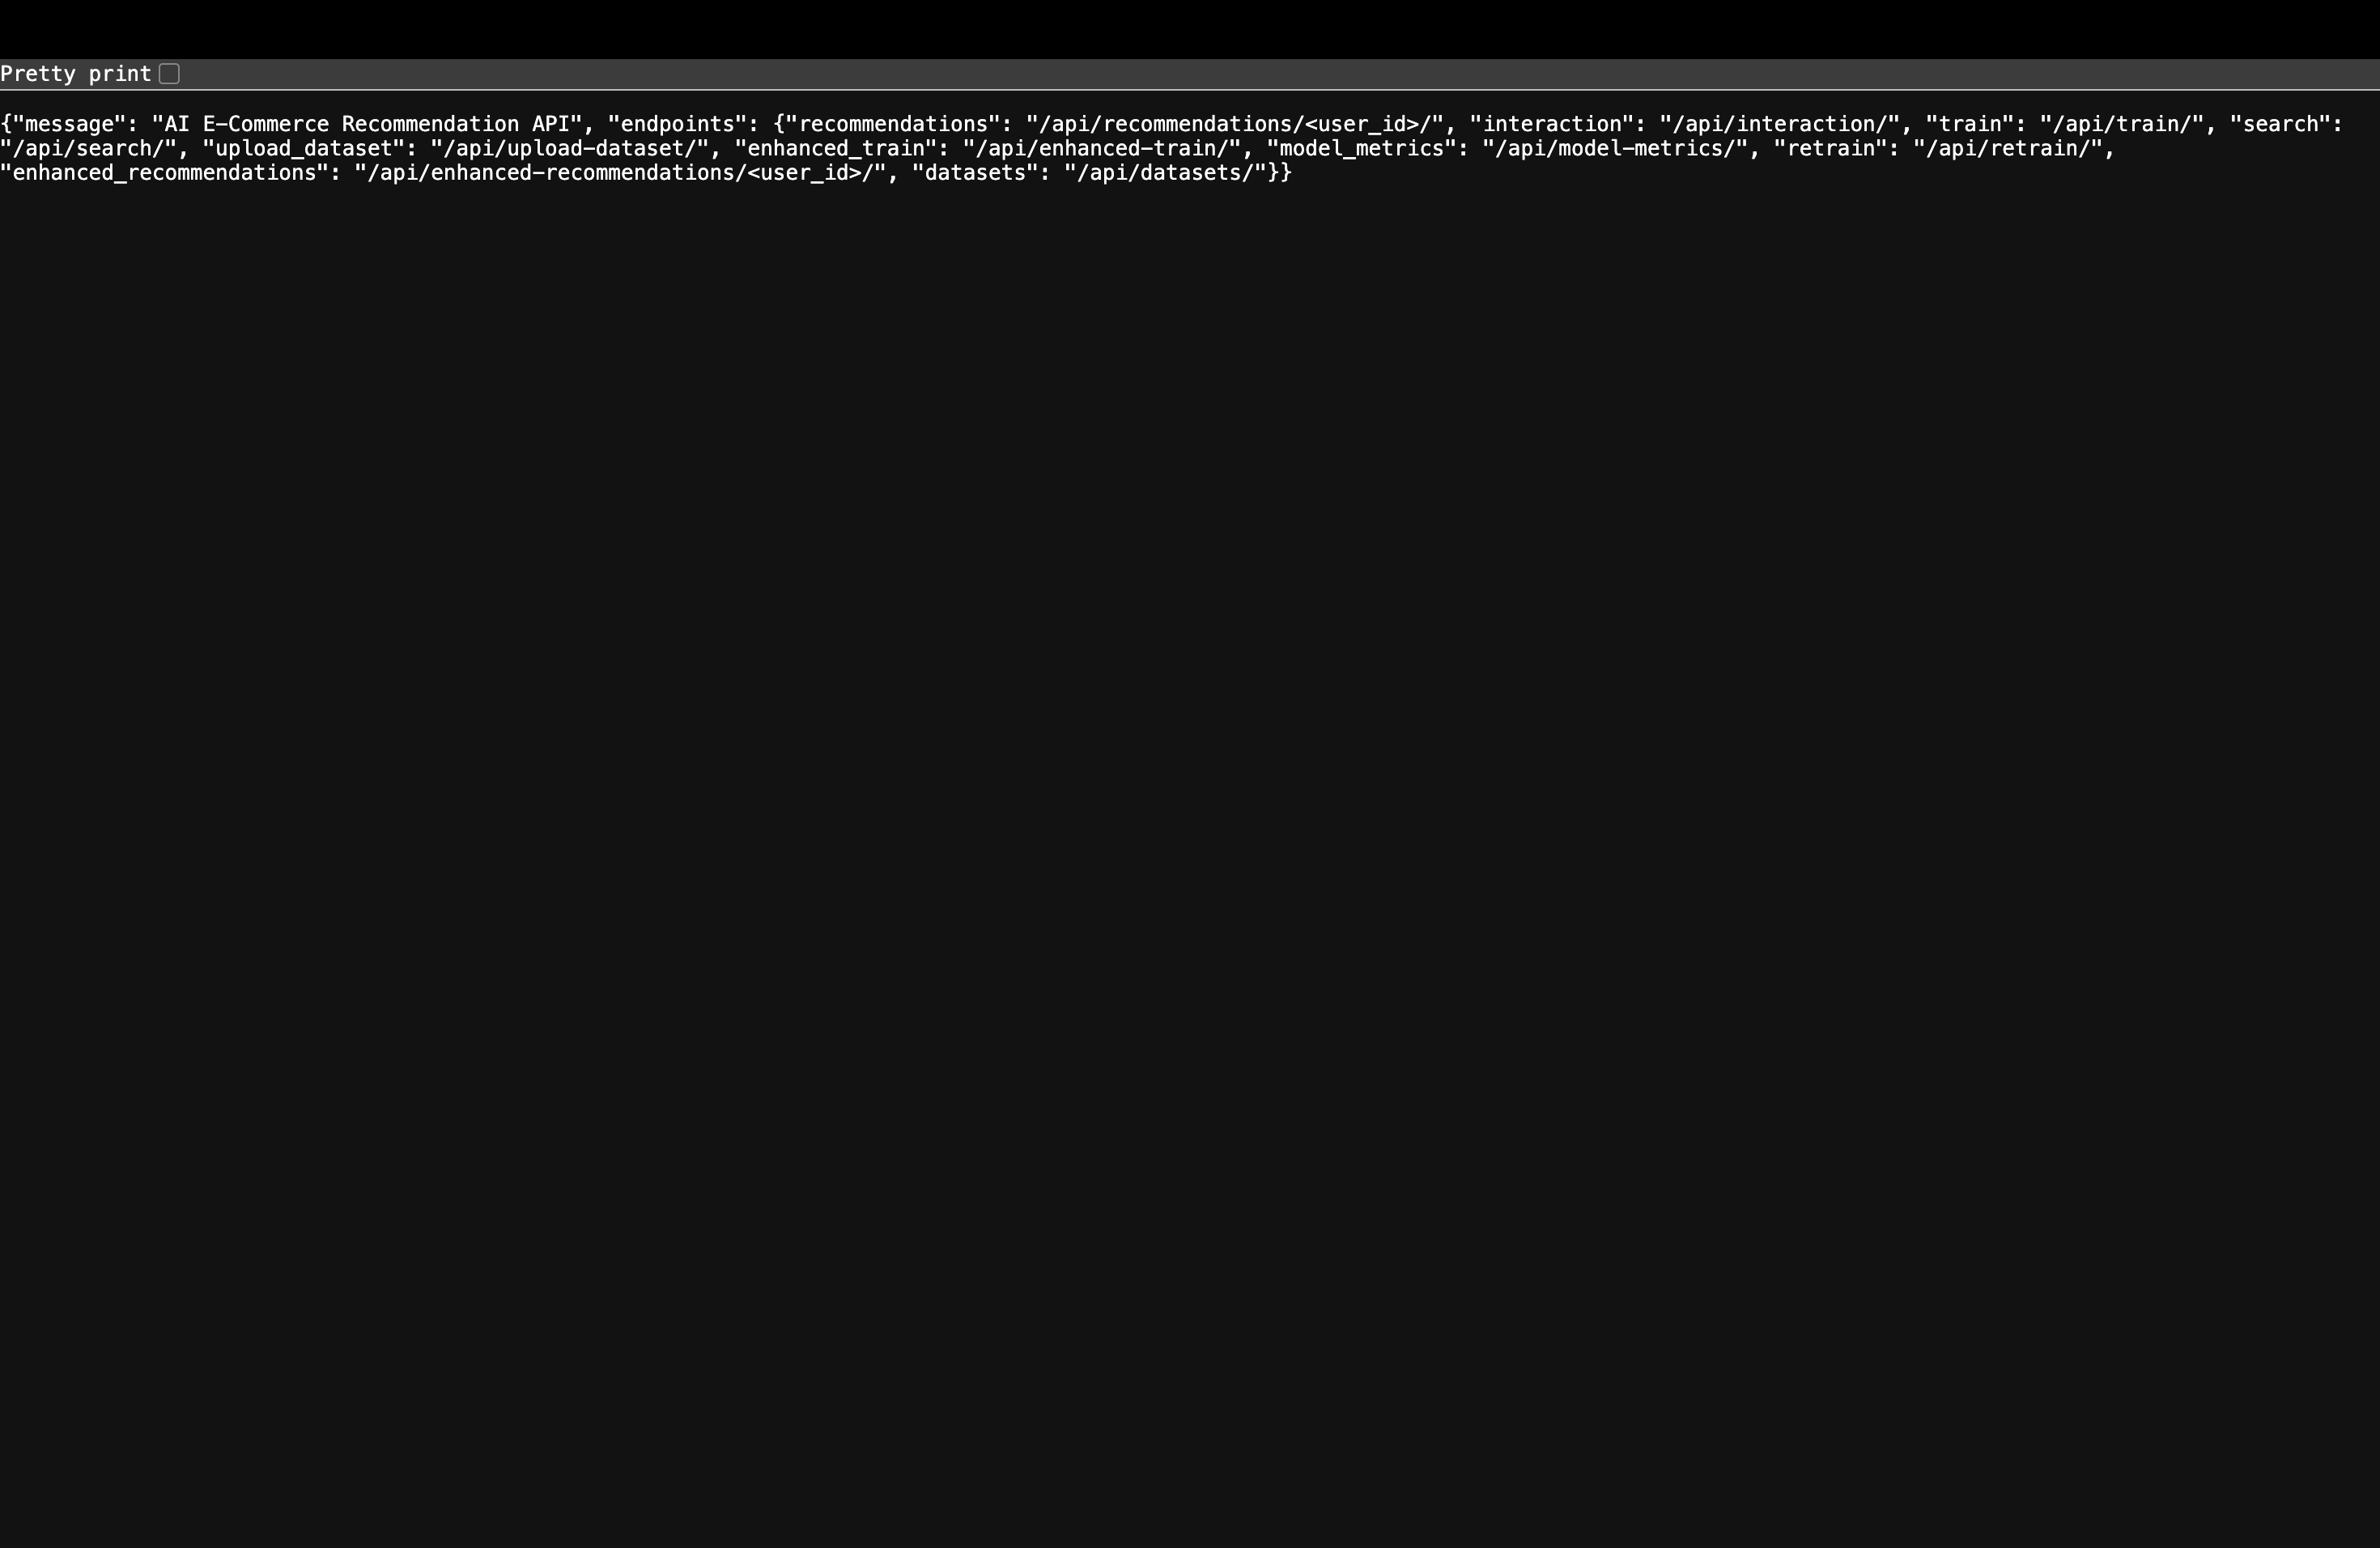 Pretty print
{"message": "AI E-Commerce Recommendation API", "endpoints": {"recommendations": "/api/recommendations/<user_id>/", "interaction": "/api/interaction/", "train": "/api/train/", "search":
"/api/search/", "upload_dataset": "/api/upload-dataset/", "enhanced_train": "/api/enhanced-train/", "model_metrics": "/api/model-metrics/", "retrain": "/api/retrain/",
"enhanced_recommendations": "/api/enhanced-recommendations/<user_id>/", "datasets": "/api/datasets/"}}